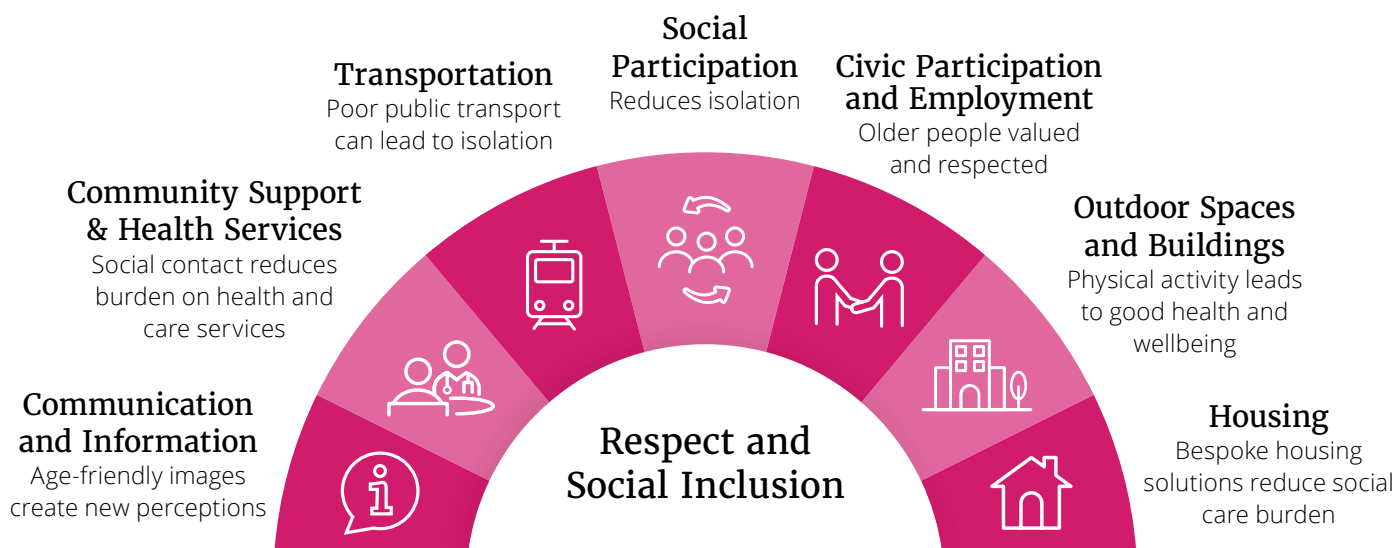 Communication
and Information
Age-friendly images
create new perceptions
Community Support
& Health Services
Social contact reduces
burden on health and
care services
Transportation
Poor public transport
can lead to isolation
Social
Participation
Reduces isolation
Civic Participation
and Employment
Older people valued
and respected
Outdoor Spaces
and Buildings
Physical activity leads
to good health and
wellbeing
Housing
Bespoke housing
solutions reduce social
care burden
Respect and
Social Inclusion